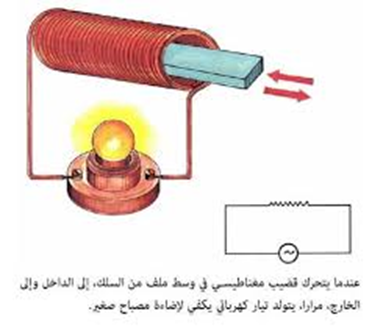 عندما يتحرك قضيب مغناطيسي في وسط ملف من السلك، إلى الداخل وإلى
الخارج، مرارا، يتولد تيار كهربائي يكفي لإضاءة مصباح صغير.